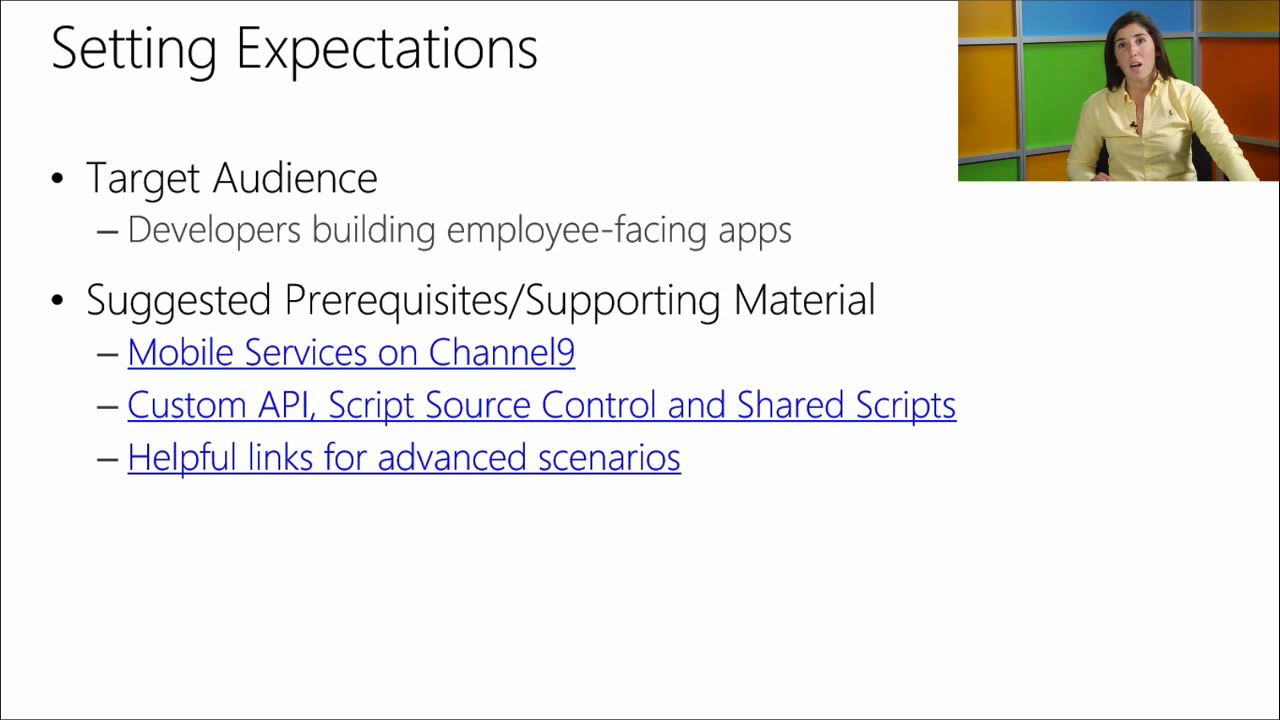 Setting Expectations
• Target Audience
– Developers building employee-facing apps
• Suggested Prerequisites/Supporting Material
– Mobile Services on Channel9
– Custom API, Script Source Control and Shared Scripts
– Helpful links for advanced scenarios